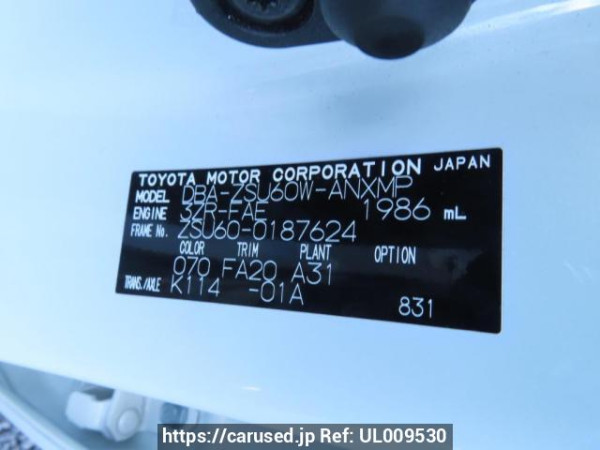 TOYOTA MOTOR CORPORATION JAPAN
MODEL DBA-ZSU60W-ANXMP
ENGINE 3ZR-FAE 1986 mL
FRAME No. ZSU60-0187624
COLOR TRIM PLANT OPTION
070 FA20 A31
TRANS./AXLE K114 -01A
831
https://carused.jp Ref: UL009530